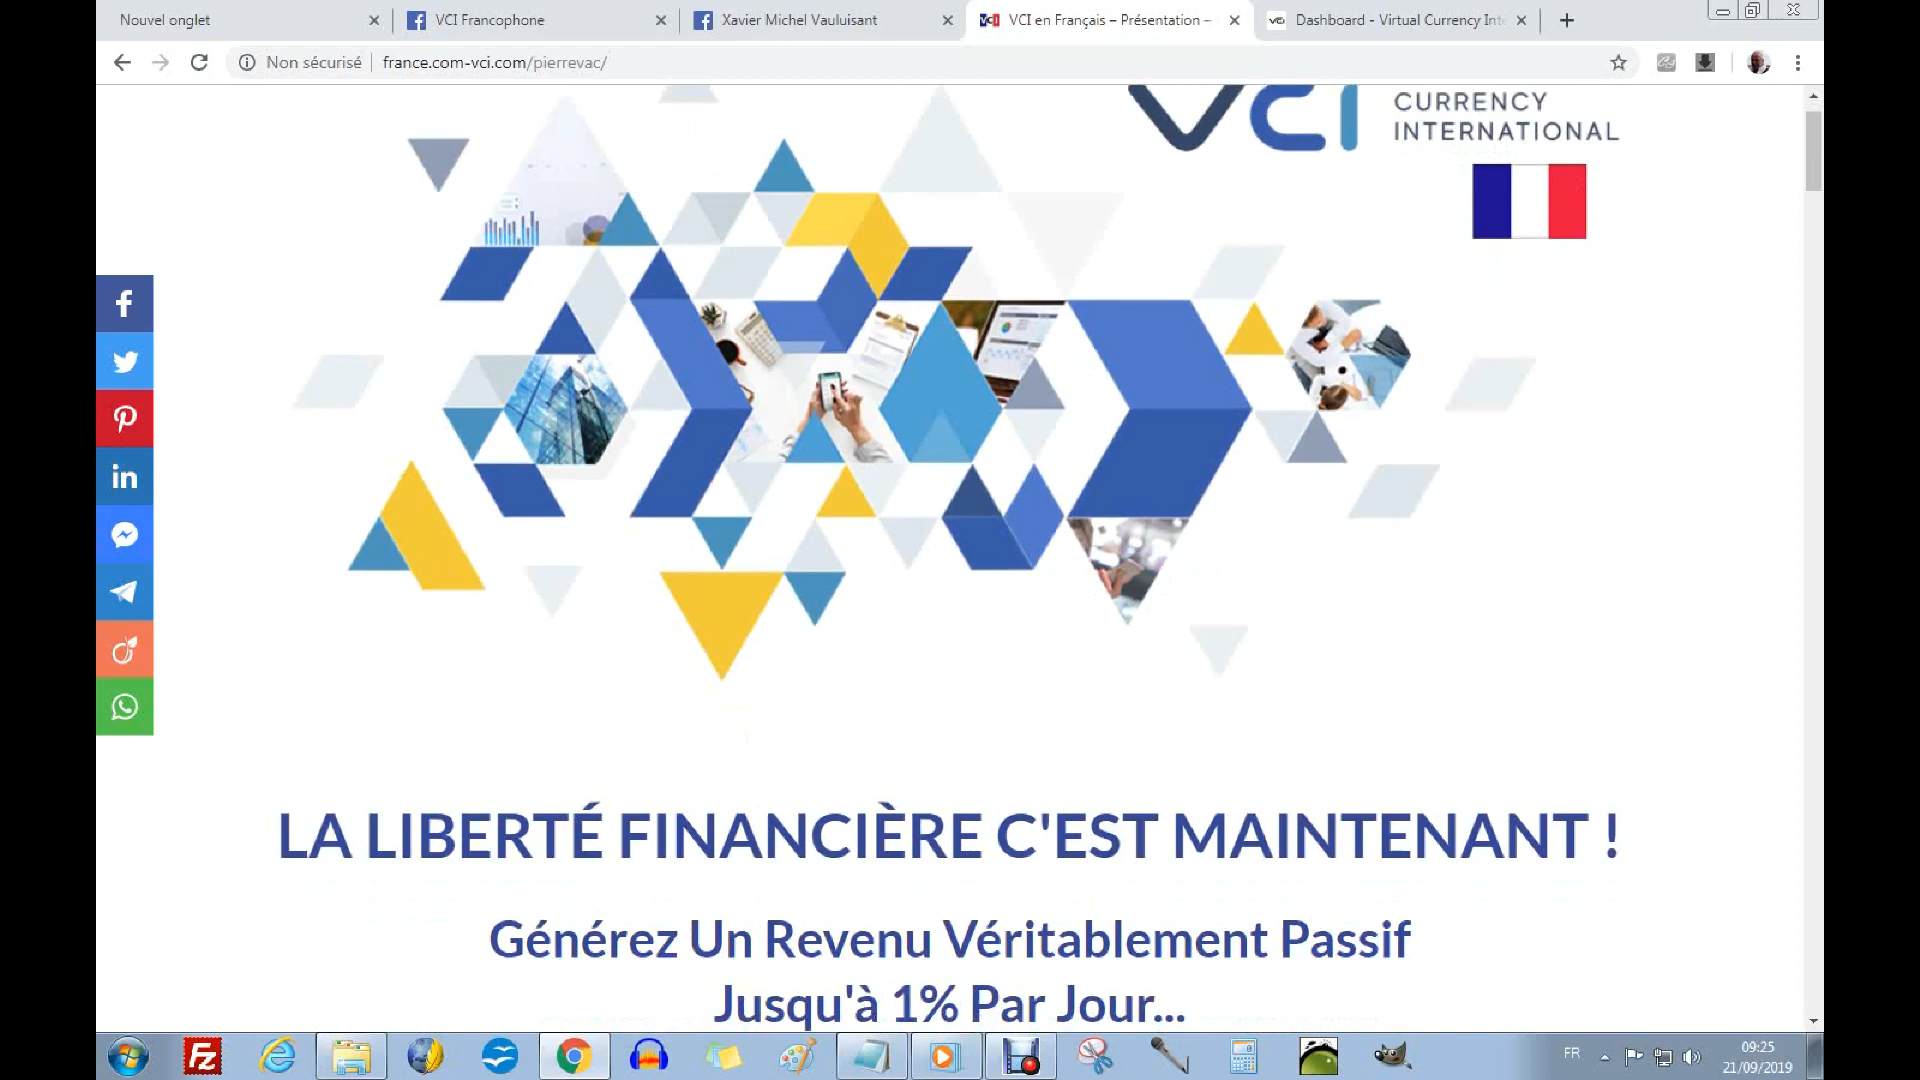 Nouvel onglet
VCI Francophone
Xavier Michel Vauluisant
VCI en Français – Présentation –
Dashboard - Virtual Currency Int
Non sécurisé
france.com-vci.com/pierrevac/
VCI
CURRENCY
INTERNATIONAL
LA LIBERTÉ FINANCIÈRE C'EST MAINTENANT !
Générez Un Revenu Véritablement Passif
Jusqu'à 1% Par Jour...
FR
09:25
21/09/2019